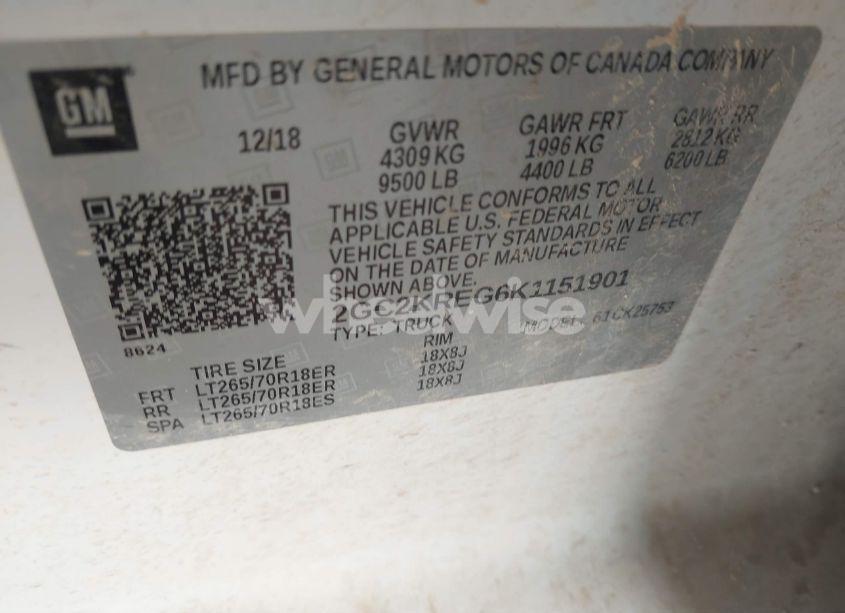 GM
MFD BY GENERAL MOTORS OF CANADA COMPANY
12/18
GVWR
4309 KG
9500 LB
GAWR FRT
1996 KG
4400 LB
GAWR RR
2812 KG
6200 LB
THIS VEHICLE CONFORMS TO ALL
APPLICABLE U.S. FEDERAL MOTOR
VEHICLE SAFETY STANDARDS IN EFFECT
ON THE DATE OF MANUFACTURE
SHOWN ABOVE.
2GC2KREG6K1151901
TYPE: TRUCK MODEL: CK25753
8624
TIRE SIZE RIM
FRT LT265/70R18ER 18X8J
RR LT265/70R18ER 18X8J
SPA LT265/70R18ES 18X8J